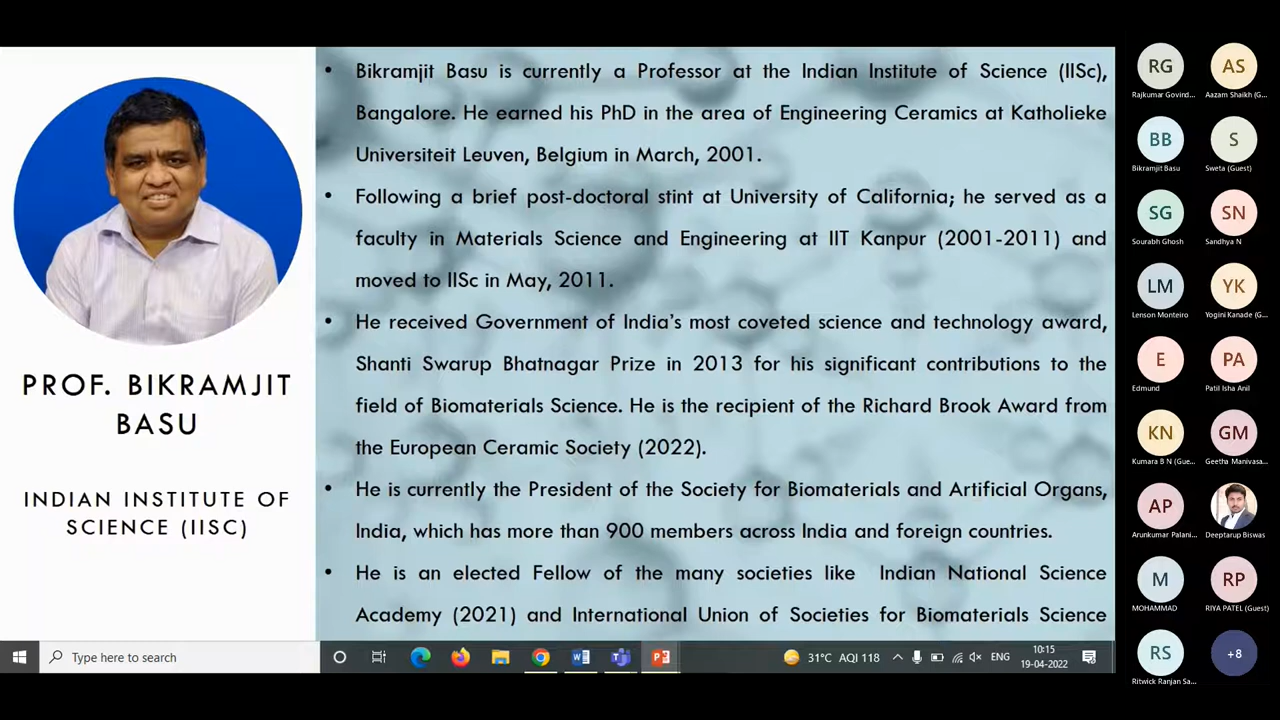 PROF. BIKRAMJIT
BASU
INDIAN INSTITUTE OF
SCIENCE (IISC)
• Bikramjit Basu is currently a Professor at the Indian Institute of Science (IISc),
Bangalore. He earned his PhD in the area of Engineering Ceramics at Katholieke
Universiteit Leuven, Belgium in March, 2001.
• Following a brief post-doctoral stint at University of California; he served as a
faculty in Materials Science and Engineering at IIT Kanpur (2001-2011) and
moved to IISc in May, 2011.
• He received Government of India's most coveted science and technology award,
Shanti Swarup Bhatnagar Prize in 2013 for his significant contributions to the
field of Biomaterials Science. He is the recipient of the Richard Brook Award from
the European Ceramic Society (2022).
• He is currently the President of the Society for Biomaterials and Artificial Organs,
India, which has more than 900 members across India and foreign countries.
• He is an elected Fellow of the many societies like Indian National Science
Academy (2021) and International Union of Societies for Biomaterials Science
RG AS
Rajkumar Govind... Aazam Shaikh (G...
BB S
Bikramjit Basu Sweta (Guest)
SG SN
Sourabh Ghosh Sandhya N
LM YK
Lenson Monteiro Yogini Kanade (G...
E PA
Edmund Patil Isha Anil
KN GM
Kumara B N (Gue... Geetha Manivasa...
AP
Arunkumar Palani... Deeptarup Biswas
M RP
MOHAMMAD RIYA PATEL (Guest)
RS +8
Ritwick Ranjan Sa...
Type here to search
31°C AQI 118 ENG 10:15
19-04-2022